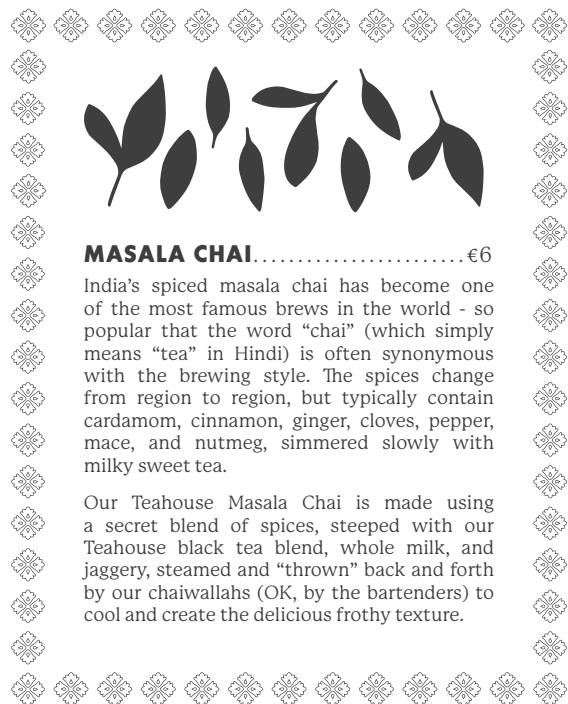 MASALA CHAI........................€6
India’s spiced masala chai has become one
of the most famous brews in the world - so
popular that the word “chai” (which simply
means “tea” in Hindi) is often synonymous
with the brewing style. The spices change
from region to region, but typically contain
cardamom, cinnamon, ginger, cloves, pepper,
mace, and nutmeg, simmered slowly with
milky sweet tea.
Our Teahouse Masala Chai is made using
a secret blend of spices, steeped with our
Teahouse black tea blend, whole milk, and
jaggery, steamed and “thrown” back and forth
by our chaiwallahs (OK, by the bartenders) to
cool and create the delicious frothy texture.